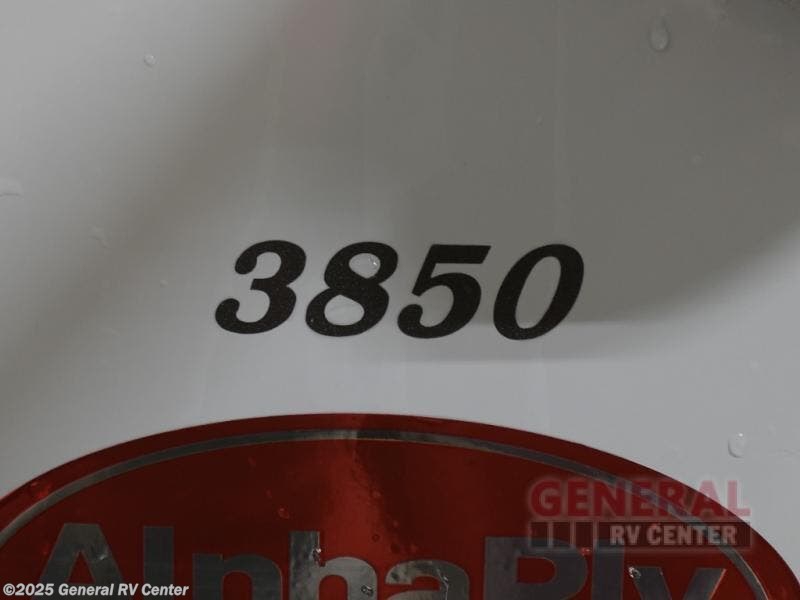 3850
AlphaPly
GENERAL
RV CENTER
©2025 General RV Center